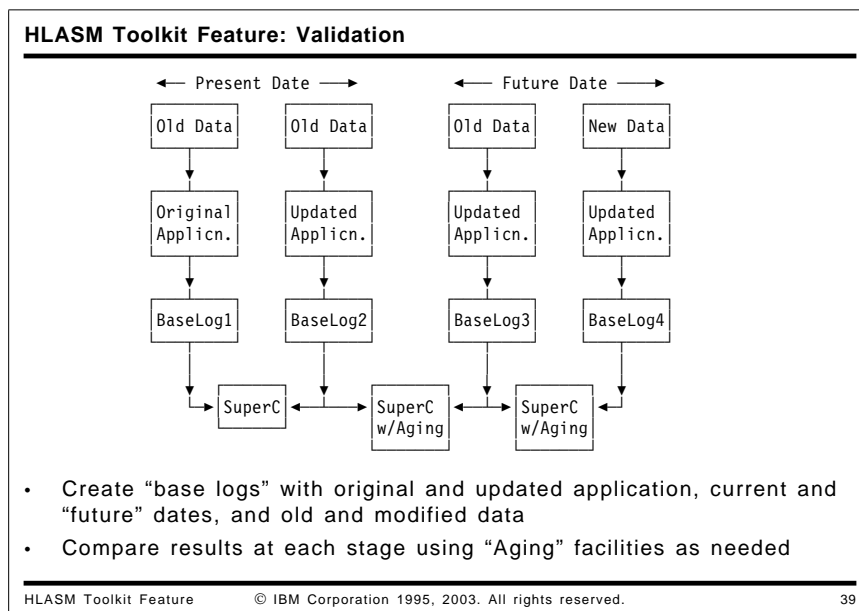 HLASM Toolkit Feature: Validation
Present Date
Future Date
Old Data
Old Data
Old Data
New Data
Original
Applicn.
Updated
Applicn.
Updated
Applicn.
Updated
Applicn.
BaseLog1
BaseLog2
BaseLog3
BaseLog4
SuperC
SuperC
w/Aging
SuperC
w/Aging
• Create “base logs” with original and updated application, current and
“future” dates, and old and modified data
• Compare results at each stage using “Aging” facilities as needed
HLASM Toolkit Feature © IBM Corporation 1995, 2003. All rights reserved. 39